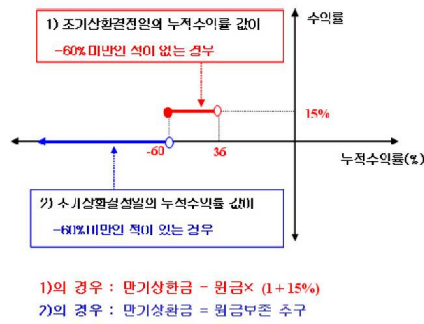 수익률
1) 조기상환결정일의 누적수익률 값이
-60%미만인 적이 없는 경우
15%
-60
36
누적수익률(%)
2) 조기상환결정일의 누적수익률 값이
-60%미만인 적이 있는 경우
1)의 경우 : 만기상환금 = 원금× (1+15%)
2)의 경우 : 만기상환금 = 원금보존 추구